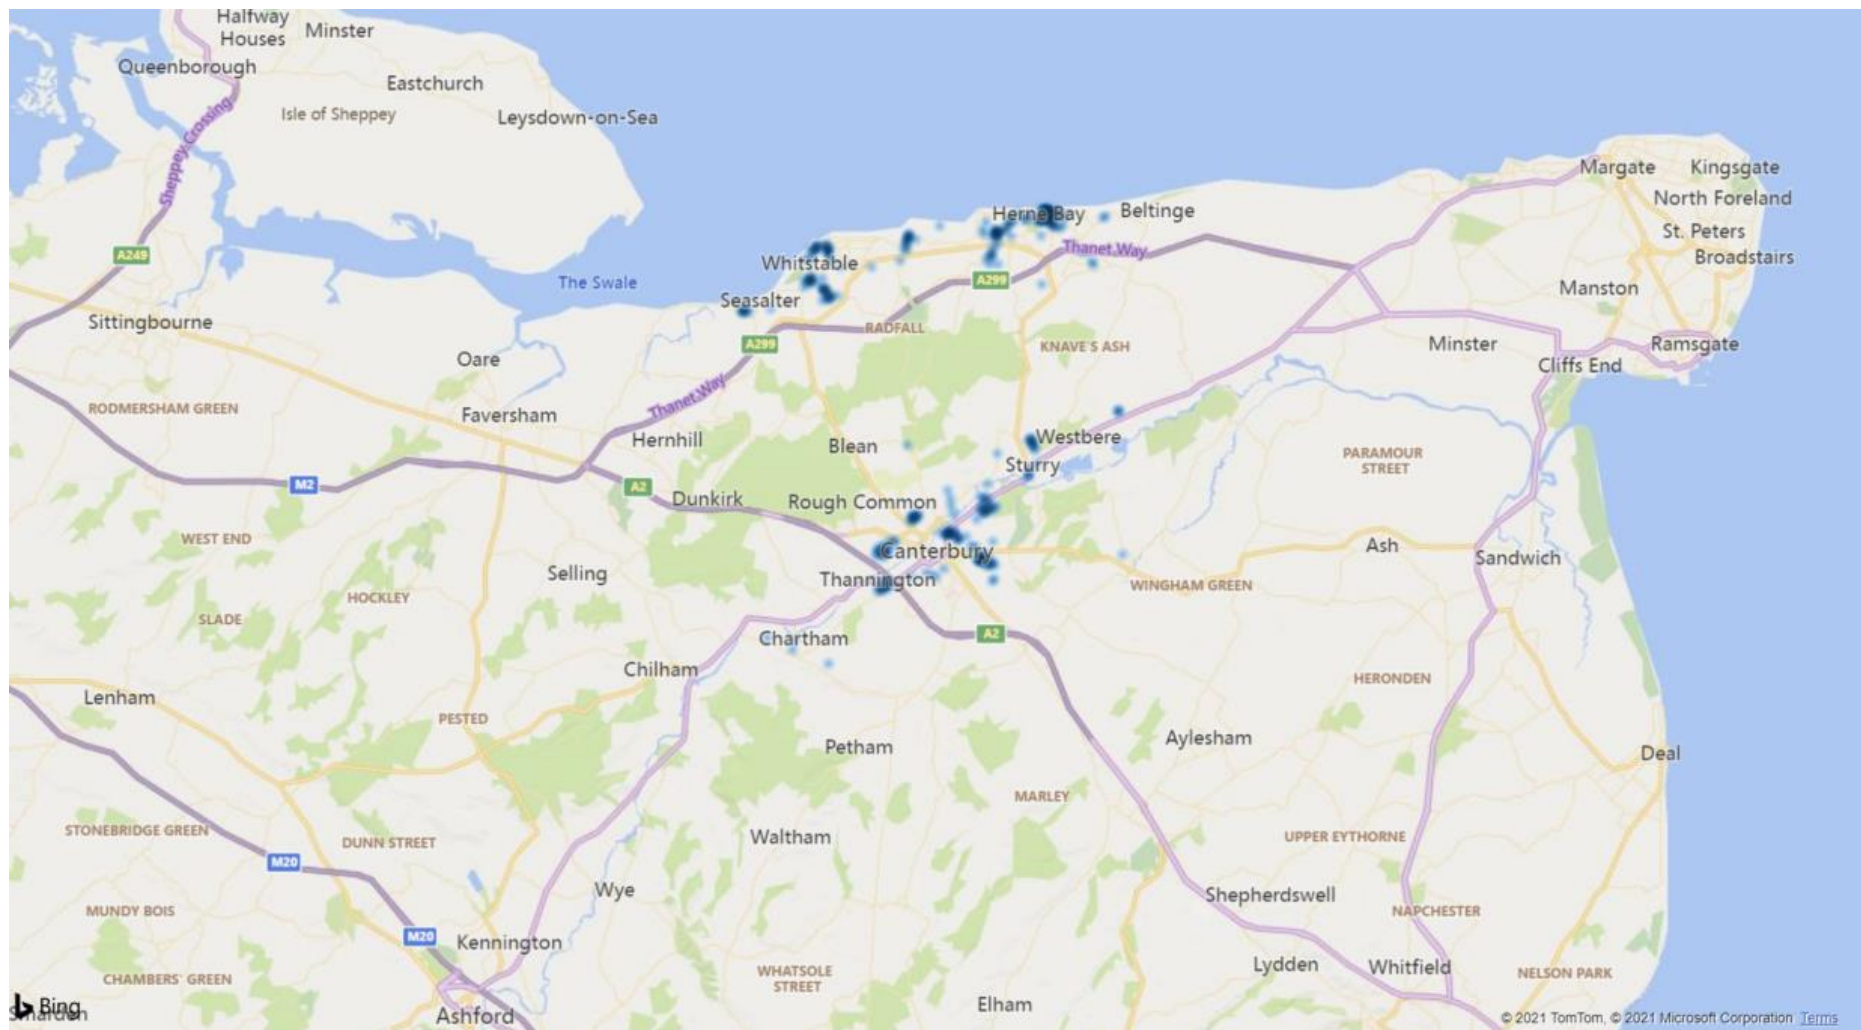 Halfway
Houses
Minster
Queenborough
Eastchurch
Isle of Sheppey
Leysdown-on-Sea
Sheppey Crossing
Margate
Kingsgate
North Foreland
Herne Bay
Beltinge
St. Peters
A249
Thanet Way
Broadstairs
Whitstable
The Swale
A299
Manston
Seasalter
Sittingbourne
RADFALL
A299
KNAVE'S ASH
Minster
Ramsgate
Oare
Cliffs End
Thanet Way
RODMERSHAM GREEN
Faversham
Hernhill
Blean
Westbere
PARAMOUR
STREET
Sturry
M2
A2
Dunkirk
Rough Common
WEST END
Ash
Canterbury
Sandwich
Selling
Thannington
WINGHAM GREEN
HOCKLEY
SLADE
A2
Chartham
Chilham
HERONDEN
Lenham
PESTED
Aylesham
Petham
Deal
MARLEY
STONEBRIDGE GREEN
DUNN STREET
Waltham
UPPER EYTHORNE
M20
Wye
Shepherdswell
MUNDY BOIS
NAPCHESTER
M20
Kennington
Lydden
Whitfield
CHAMBERS' GREEN
WHATSOLE
STREET
NELSON PARK
Bing
Elham
Ashford
© 2021 TomTom, © 2021 Microsoft Corporation Terms